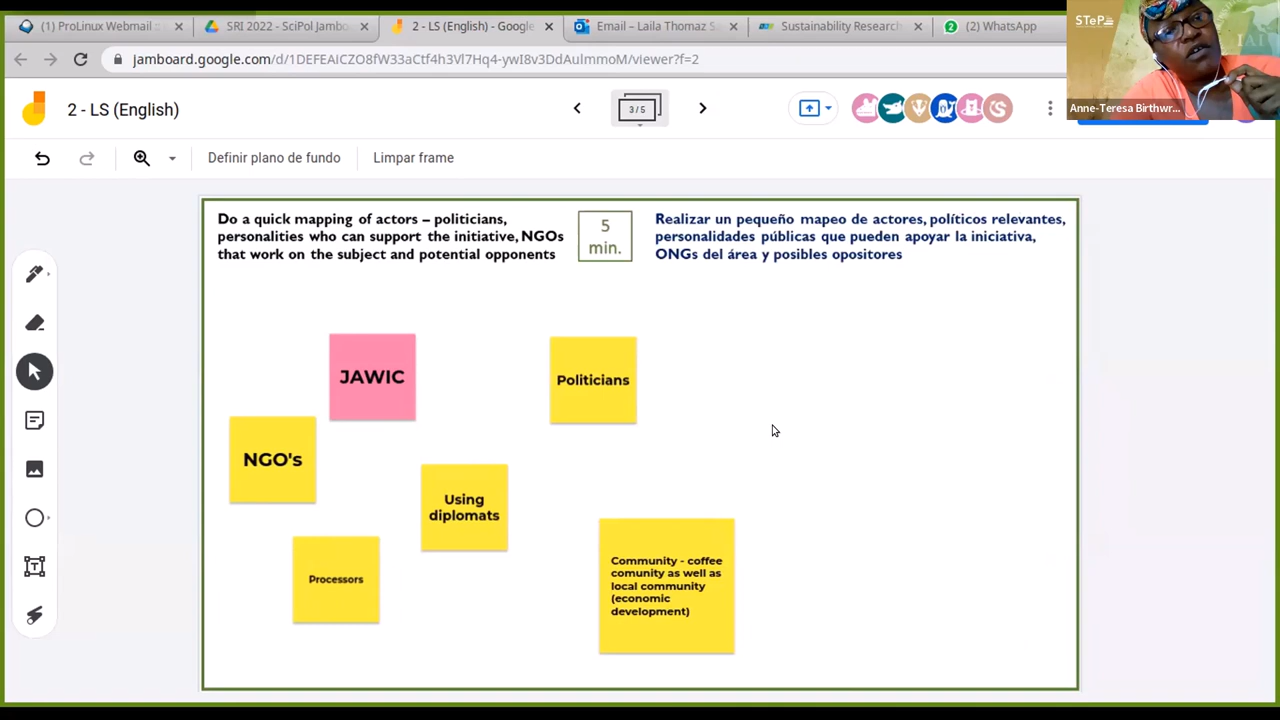 (1) ProLinux Webmail
SRI 2022 - SciPol Jambo
2 - LS (English) - Google
Email – Laila Thomaz S
Sustainability Research
(2) WhatsApp
STeP
jamboard.google.com/d/1DEFEAiCZO8fW33aCtf4h3Vl7Hq4-ywI8v3DdAulmmoM/viewer?f=2
Anne-Teresa Birthwr...
2 - LS (English)
3/5
Definir plano de fundo
Limpar frame
Do a quick mapping of actors – politicians,
personalities who can support the initiative, NGOs
that work on the subject and potential opponents
5
min.
Realizar un pequeño mapeo de actores, políticos relevantes,
personalidades públicas que pueden apoyar la iniciativa,
ONGs del área y posibles opositores
JAWIC
Politicians
NGO's
Using
diplomats
Processors
Community - coffee
comunity as well as
local community
(economic
development)